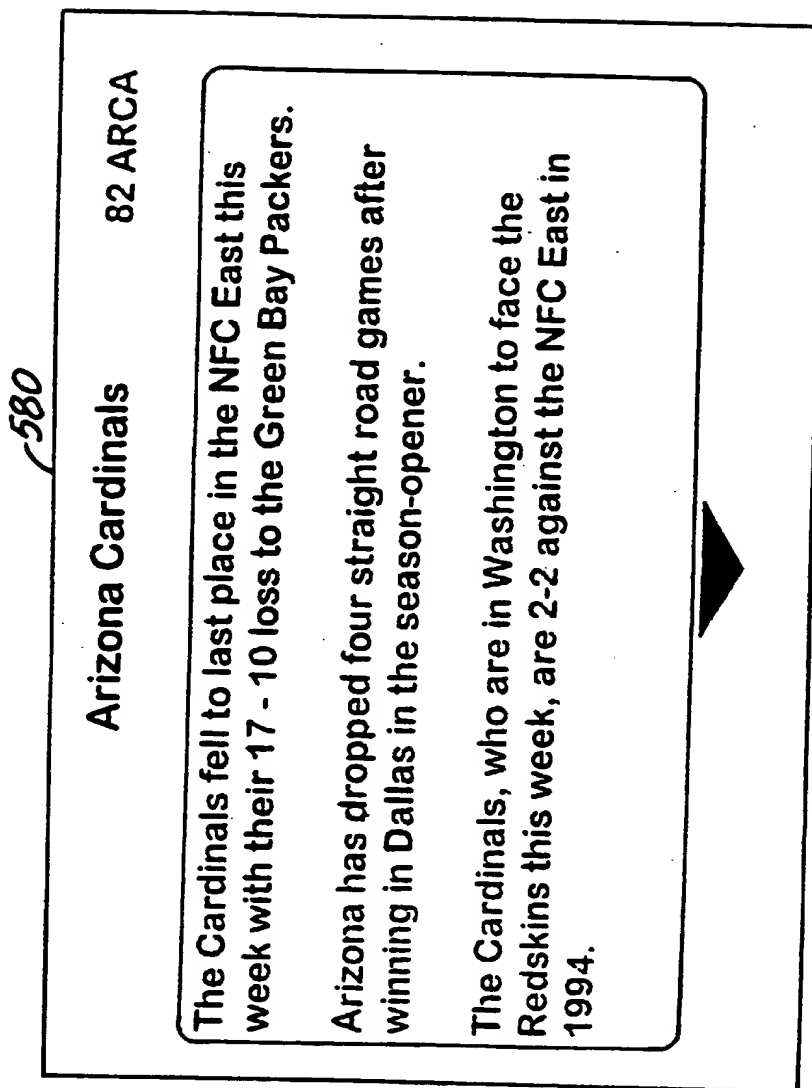 580
Arizona Cardinals 82 ARCA
The Cardinals fell to last place in the NFC East this
week with their 17 - 10 loss to the Green Bay Packers.
Arizona has dropped four straight road games after
winning in Dallas in the season-opener.
The Cardinals, who are in Washington to face the
Redskins this week, are 2-2 against the NFC East in
1994.